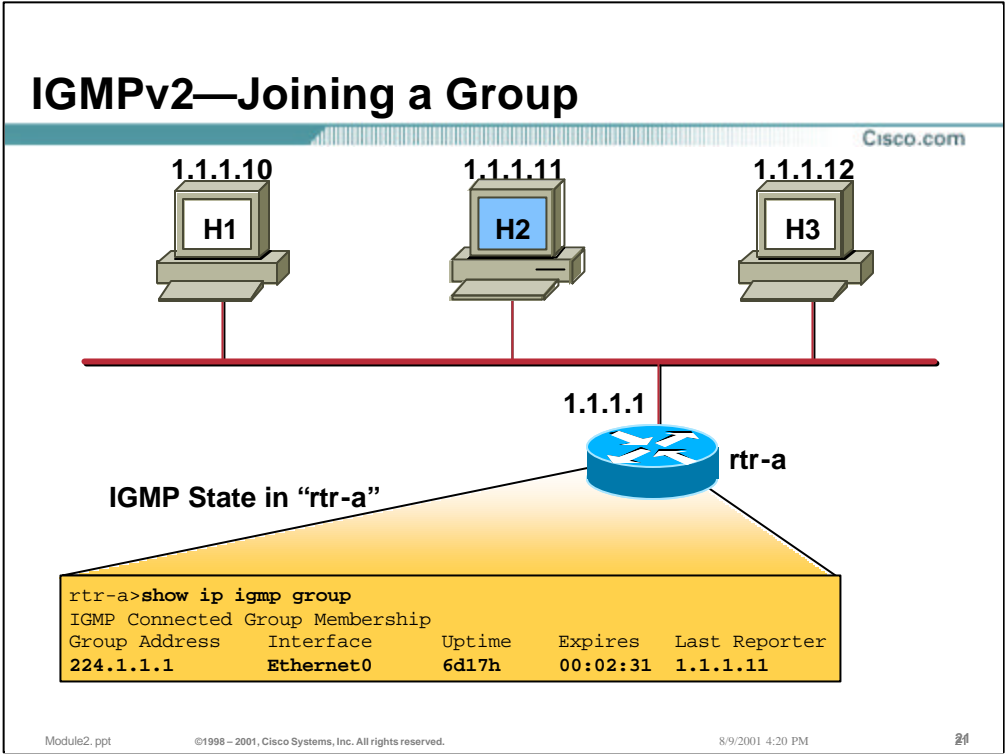 IGMPv2—Joining a Group
Cisco.com
1.1.1.10 1.1.1.11 1.1.1.12
H1 H2 H3
1.1.1.1
rtr-a
IGMP State in “rtr-a”
rtr-a>show ip igmp group
IGMP Connected Group Membership
Group Address Interface Uptime Expires Last Reporter
224.1.1.1 Ethernet0 6d17h 00:02:31 1.1.1.11
Module2. ppt ©1998 – 2001, Cisco Systems, Inc. All rights reserved. 8/9/2001 4:20 PM